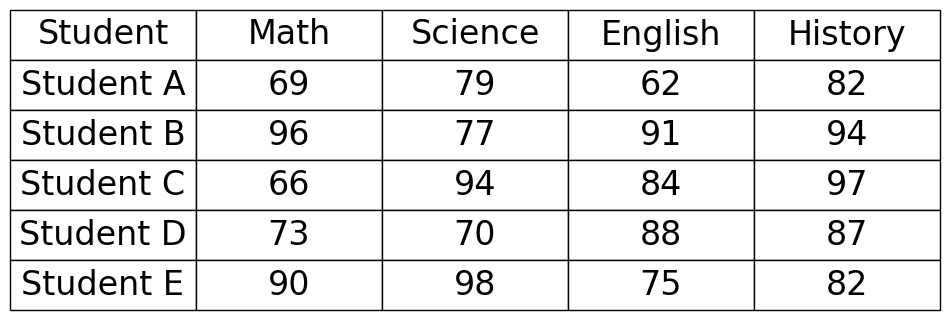 Student Math Science English History
Student A 69 79 62 82
Student B 96 77 91 94
Student C 66 94 84 97
Student D 73 70 88 87
Student E 90 98 75 82